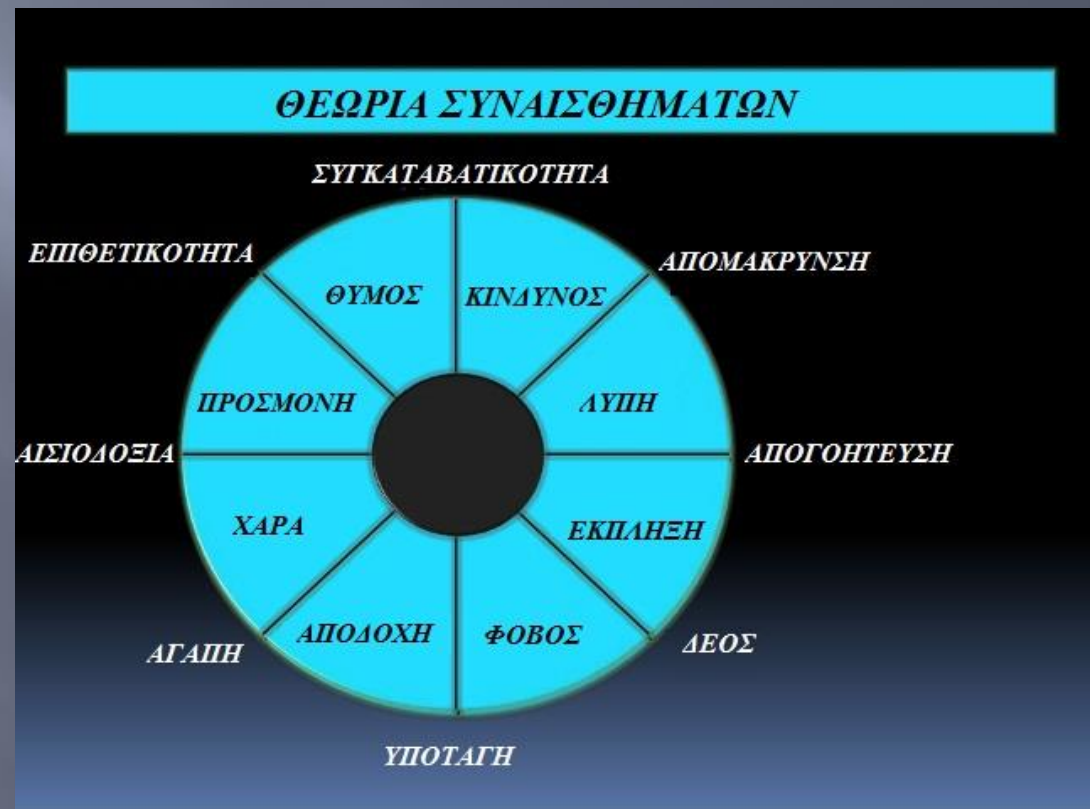 ΘΕΩΡΙΑ ΣΥΝΑΙΣΘΗΜΑΤΩΝ
ΣΥΓΚΑΤΑΒΑΤΙΚΟΤΗΤΑ
ΕΠΙΘΕΤΙΚΟΤΗΤΑ
ΑΠΟΜΑΚΡΥΝΣΗ
ΘΥΜΟΣ
ΚΙΝΔΥΝΟΣ
ΠΡΟΣΜΟΝΗ
ΛΥΠΗ
ΑΙΣΙΟΔΟΞΙΑ
ΑΠΟΓΟΗΤΕΥΣΗ
ΧΑΡΑ
ΕΚΠΛΗΞΗ
ΑΠΟΔΟΧΗ
ΦΟΒΟΣ
ΑΓΑΠΗ
ΔΕΟΣ
ΥΠΟΤΑΓΗ